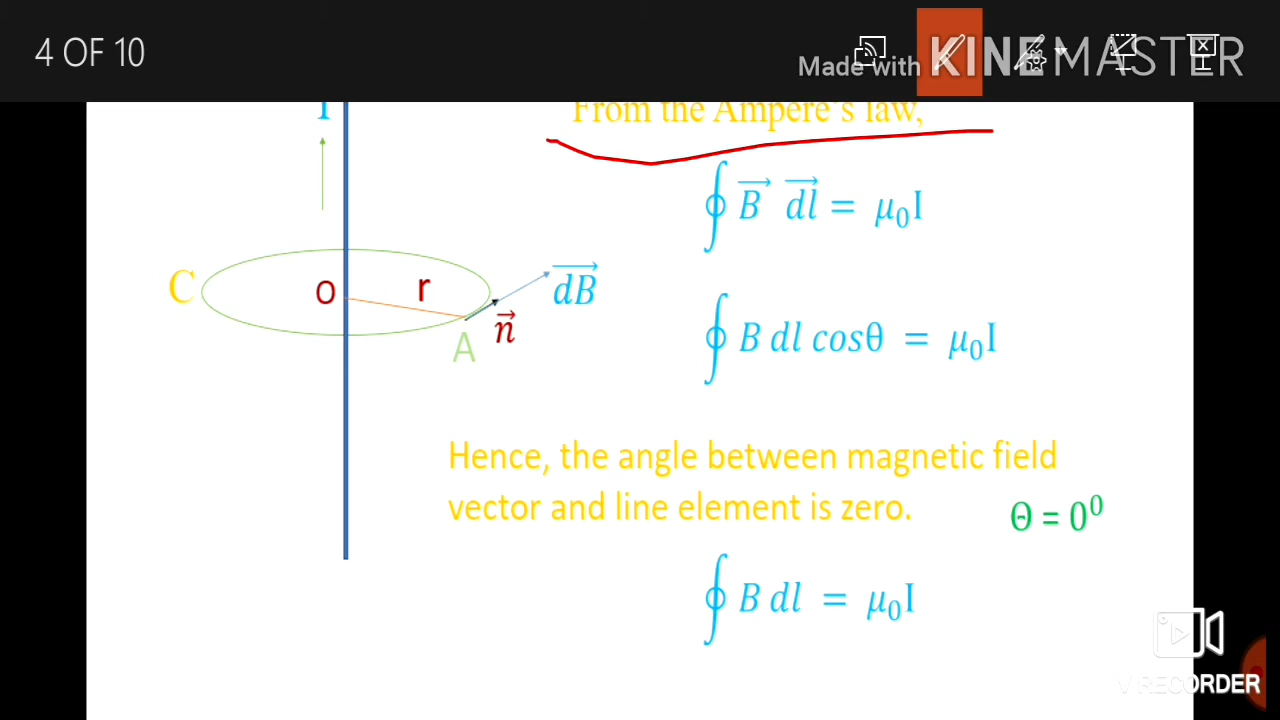 4 OF 10
Made with KINEMASTER
I
From the Ampere's law,
∮ B⃗ dl⃗ = μ₀I
C
O
r
dB⃗
n⃗
A
∮ B dl cosθ = μ₀I
Hence, the angle between magnetic field
vector and line element is zero.
Θ = 0⁰
∮ B dl = μ₀I
V RECORDER